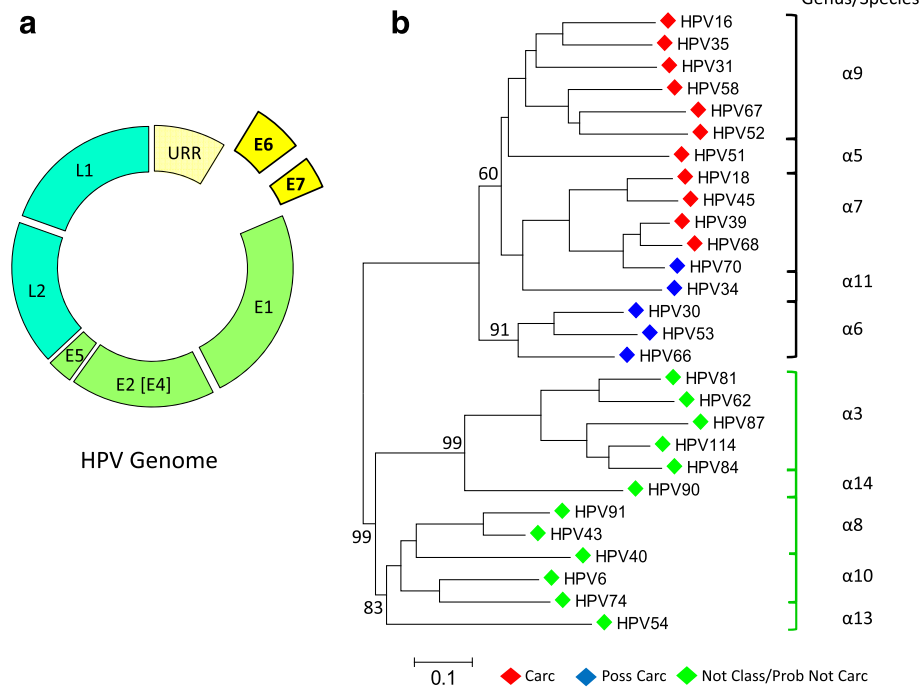 a
b
Genus/Species
L1
URR
E6
E7
L2
E1
E5
E2 [E4]
HPV Genome
HPV16
HPV35
HPV31
HPV58
HPV67
HPV52
HPV51
HPV18
HPV45
HPV39
HPV68
HPV70
HPV34
HPV30
HPV53
HPV66
HPV81
HPV62
HPV87
HPV114
HPV84
HPV90
HPV91
HPV43
HPV40
HPV6
HPV74
HPV54
60
91
99
99
83
α9
α5
α7
α11
α6
α3
α14
α8
α10
α13
0.1
Carc
Poss Carc
Not Class/Prob Not Carc